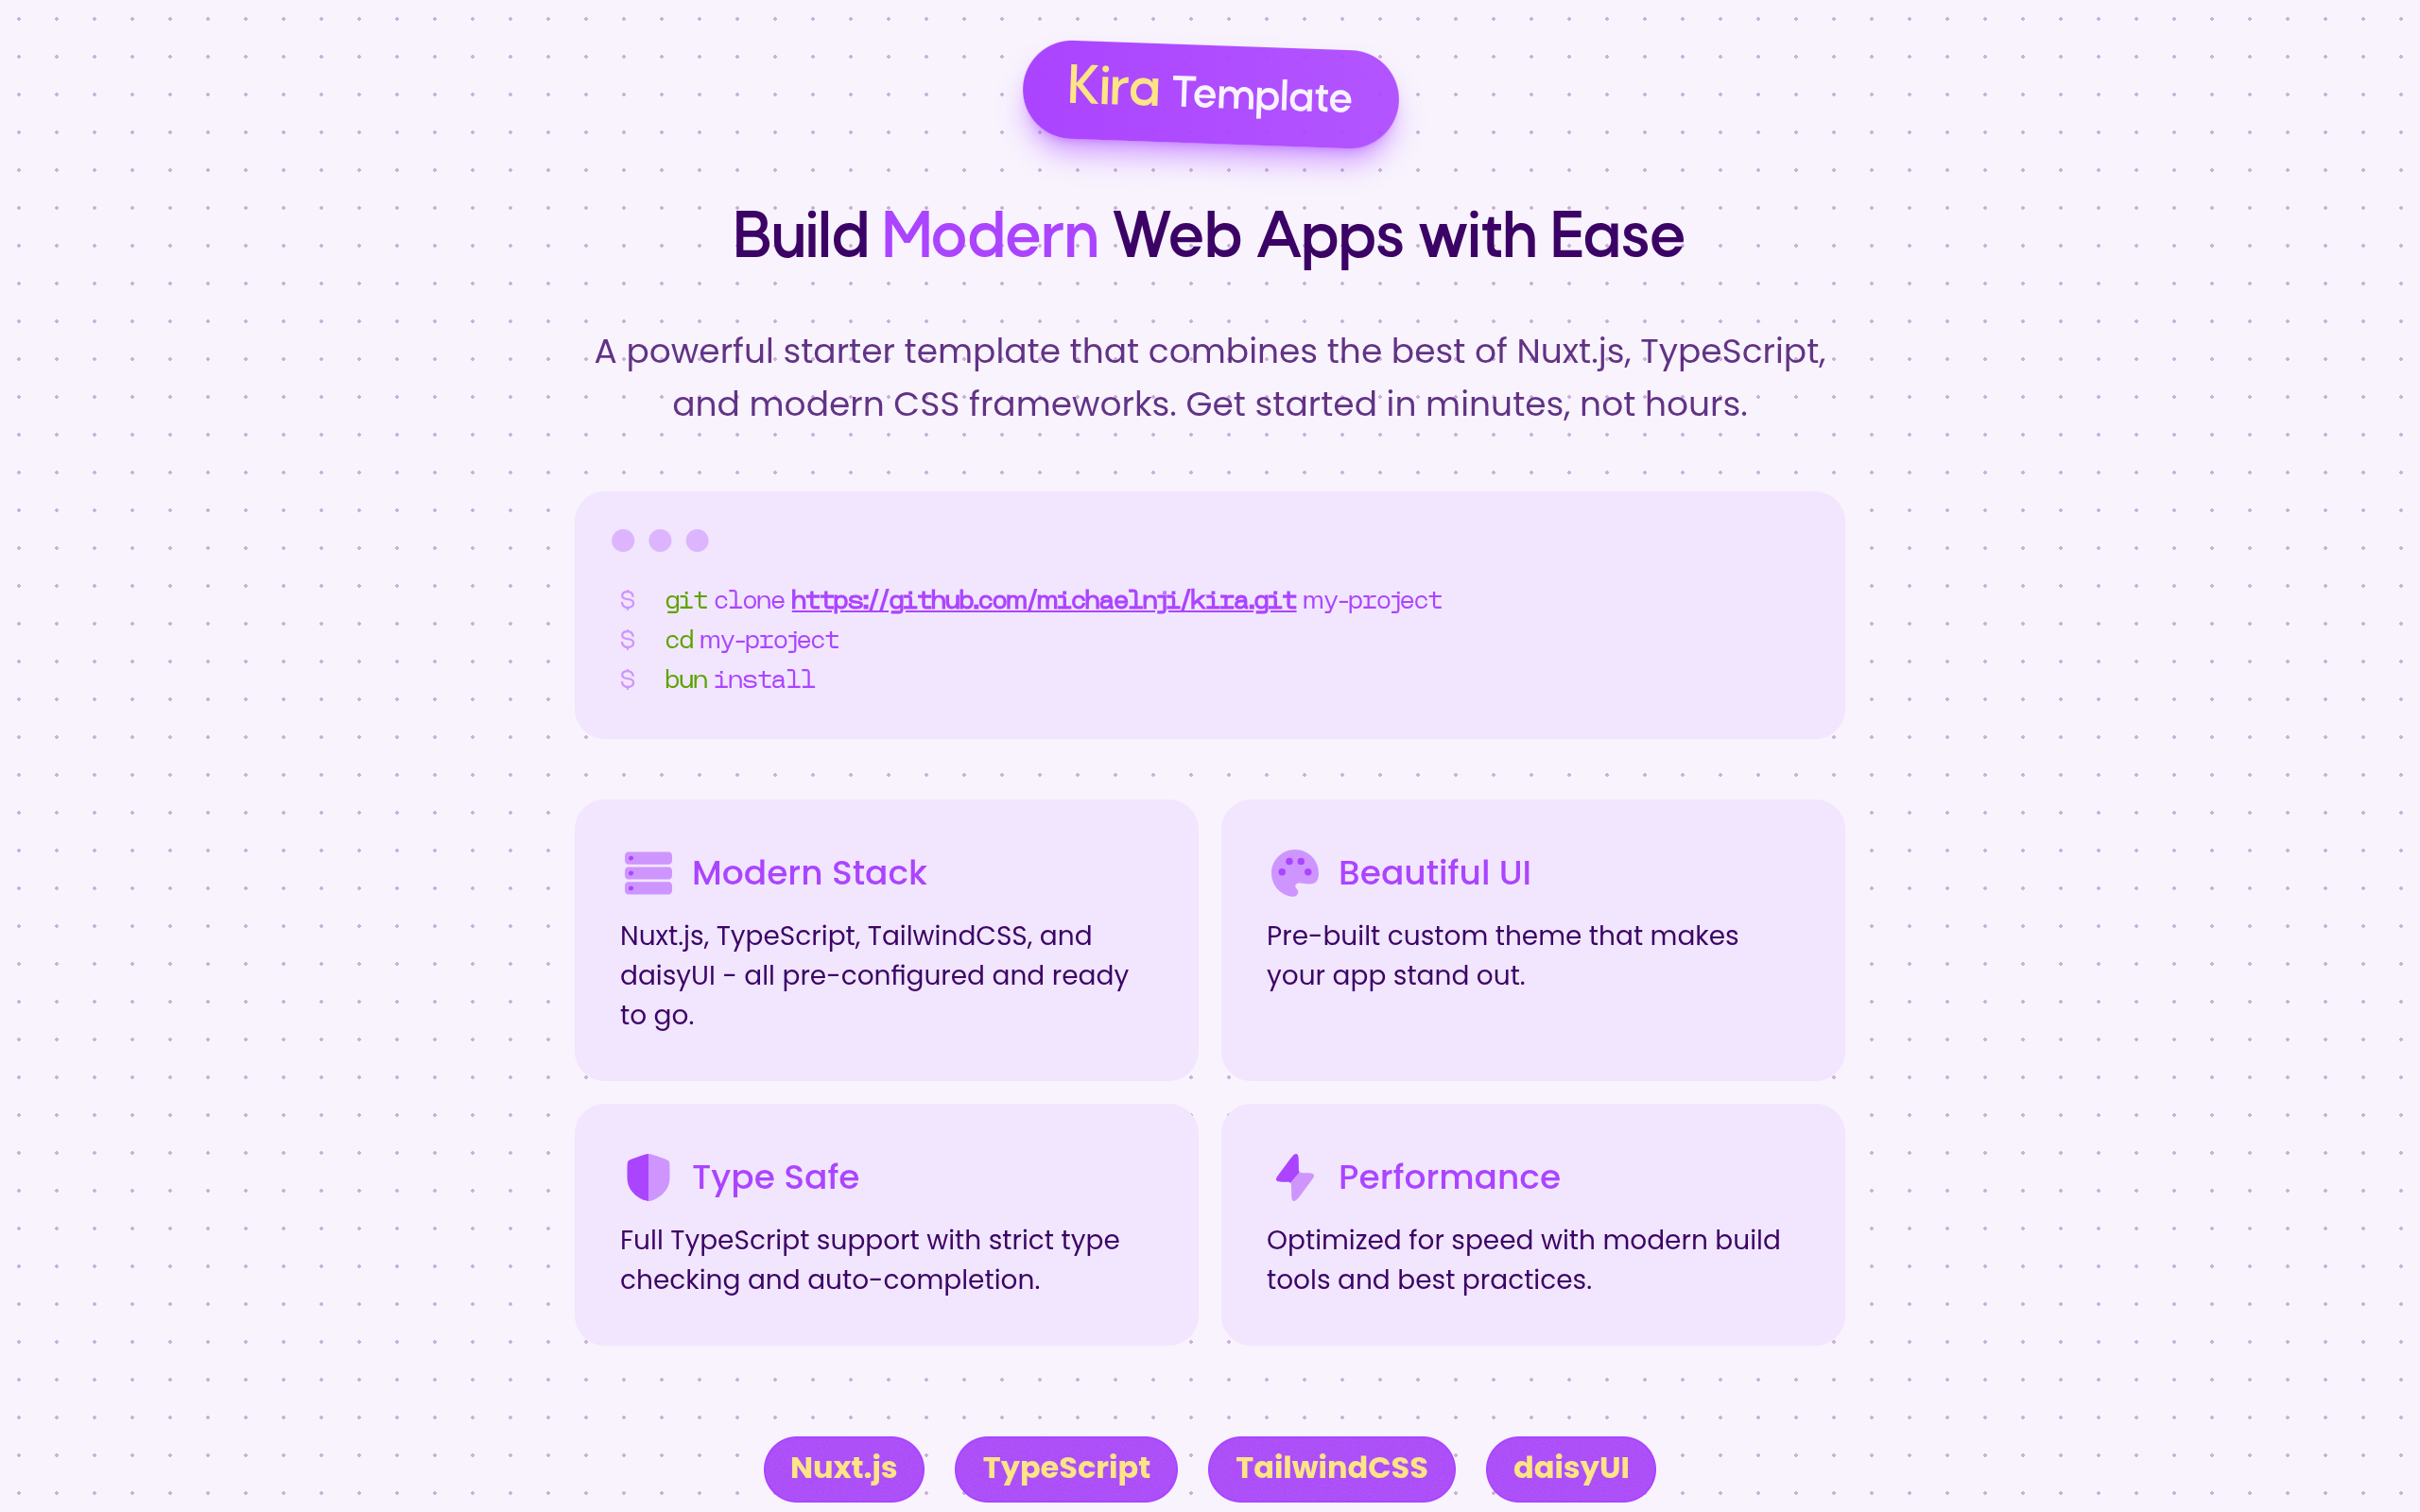 Kira Template
Build Modern Web Apps with Ease
A powerful starter template that combines the best of Nuxt.js, TypeScript,
and modern CSS frameworks. Get started in minutes, not hours.
$ git clone https://github.com/michaelnji/kira.git my-project
$ cd my-project
$ bun install
Modern Stack
Nuxt.js, TypeScript, TailwindCSS, and
daisyUI - all pre-configured and ready
to go.
Beautiful UI
Pre-built custom theme that makes
your app stand out.
Type Safe
Full TypeScript support with strict type
checking and auto-completion.
Performance
Optimized for speed with modern build
tools and best practices.
Nuxt.js TypeScript TailwindCSS daisyUI